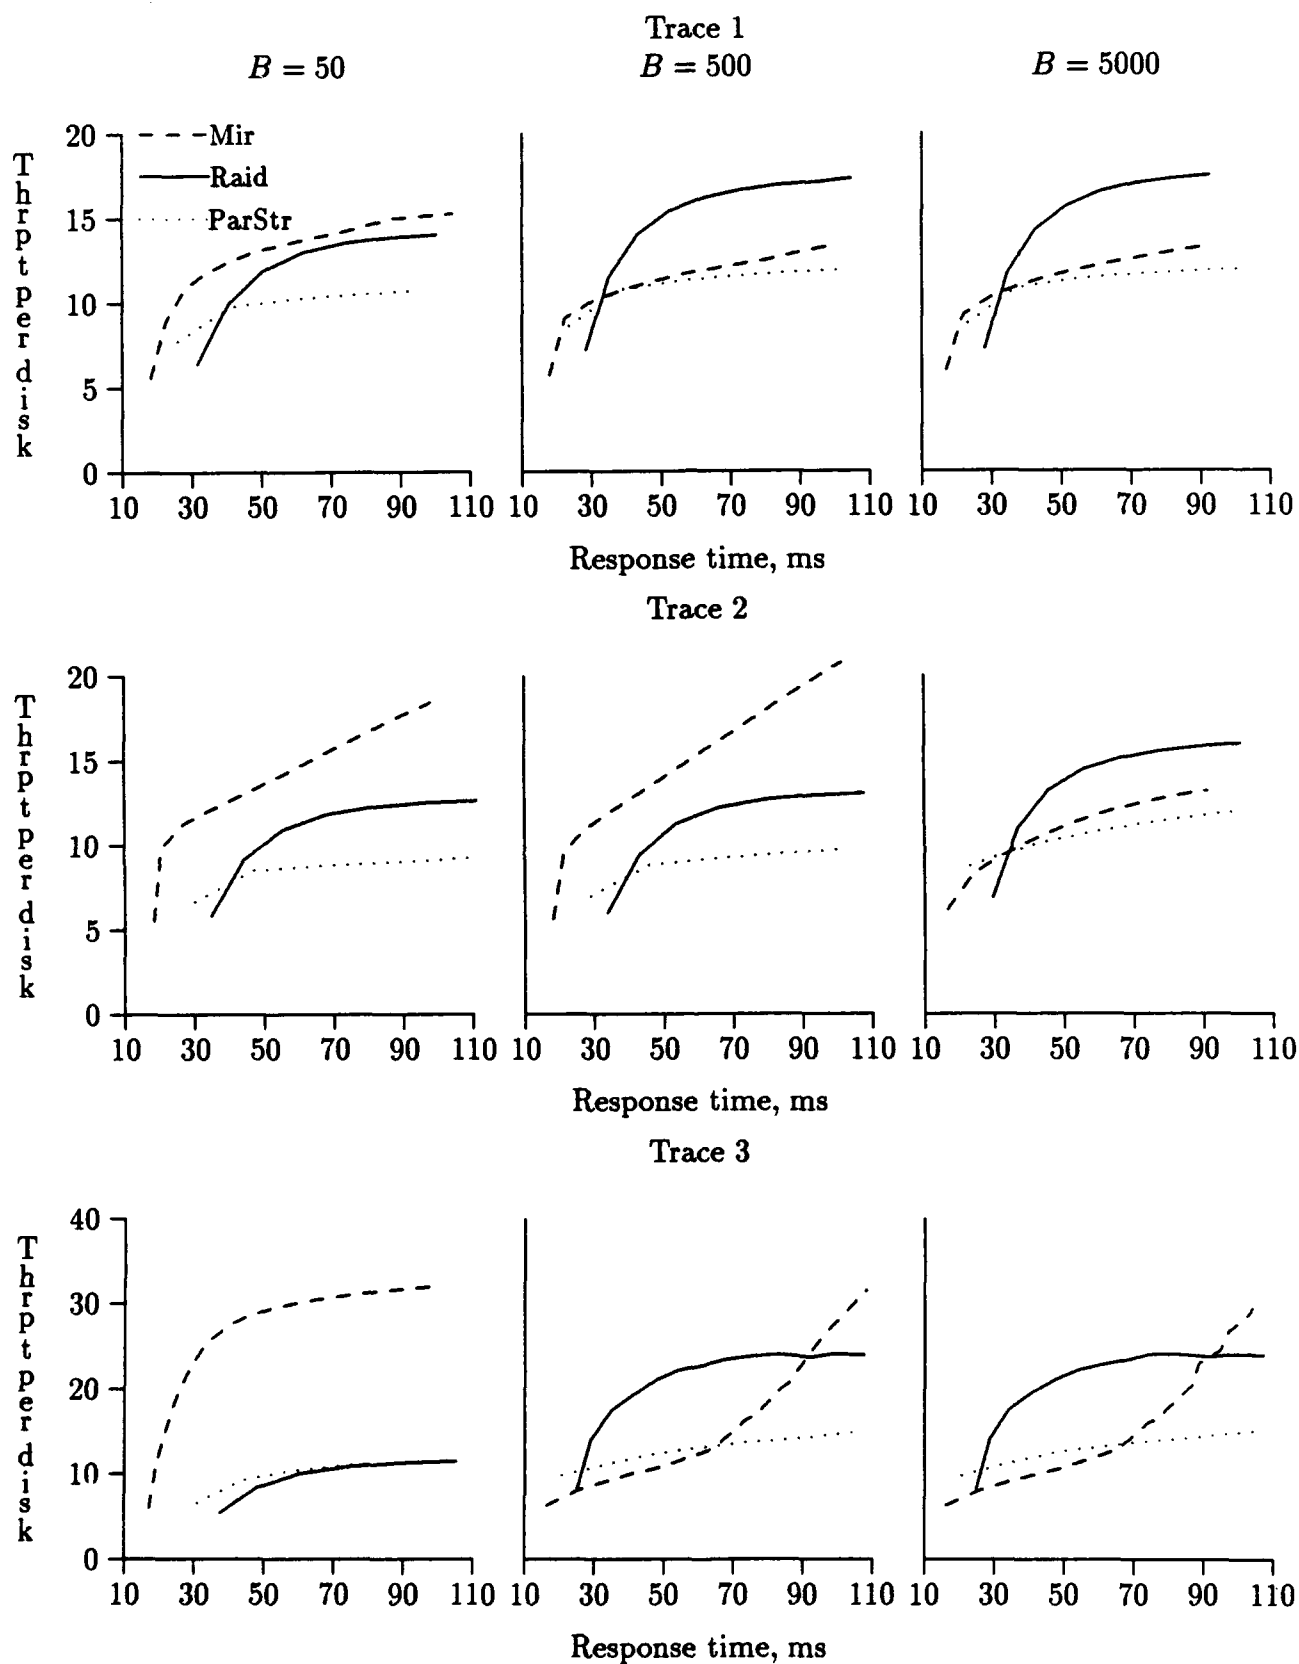 Trace 1
B = 50
B = 500
B = 5000
Thrpt per disk
20
15
10
5
0
Mir
Raid
ParStr
10 30 50 70 90 110
10 30 50 70 90 110
10 30 50 70 90 110
Response time, ms
Trace 2
Thrpt per disk
20
15
10
5
0
10 30 50 70 90 110
10 30 50 70 90 110
10 30 50 70 90 110
Response time, ms
Trace 3
Thrpt per disk
40
30
20
10
0
10 30 50 70 90 110
10 30 50 70 90 110
10 30 50 70 90 110
Response time, ms